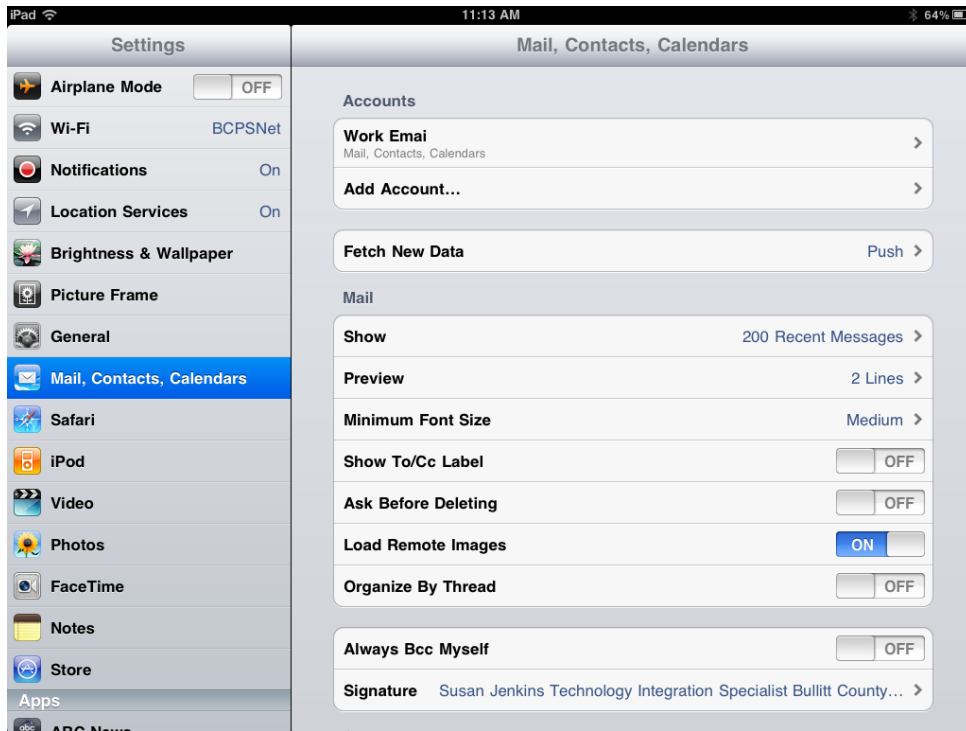 iPad 11:13 AM 64%
Settings
Airplane Mode OFF
Wi-Fi BCPSNet
Notifications On
Location Services On
Brightness & Wallpaper
Picture Frame
General
Mail, Contacts, Calendars
Safari
iPod
Video
Photos
FaceTime
Notes
Store
Apps
abc ABC News
Mail, Contacts, Calendars
Accounts
Work Emai
Mail, Contacts, Calendars
Add Account...
Fetch New Data Push
Mail
Show 200 Recent Messages
Preview 2 Lines
Minimum Font Size Medium
Show To/Cc Label OFF
Ask Before Deleting OFF
Load Remote Images ON
Organize By Thread OFF
Always Bcc Myself OFF
Signature Susan Jenkins Technology Integration Specialist Bullitt County...